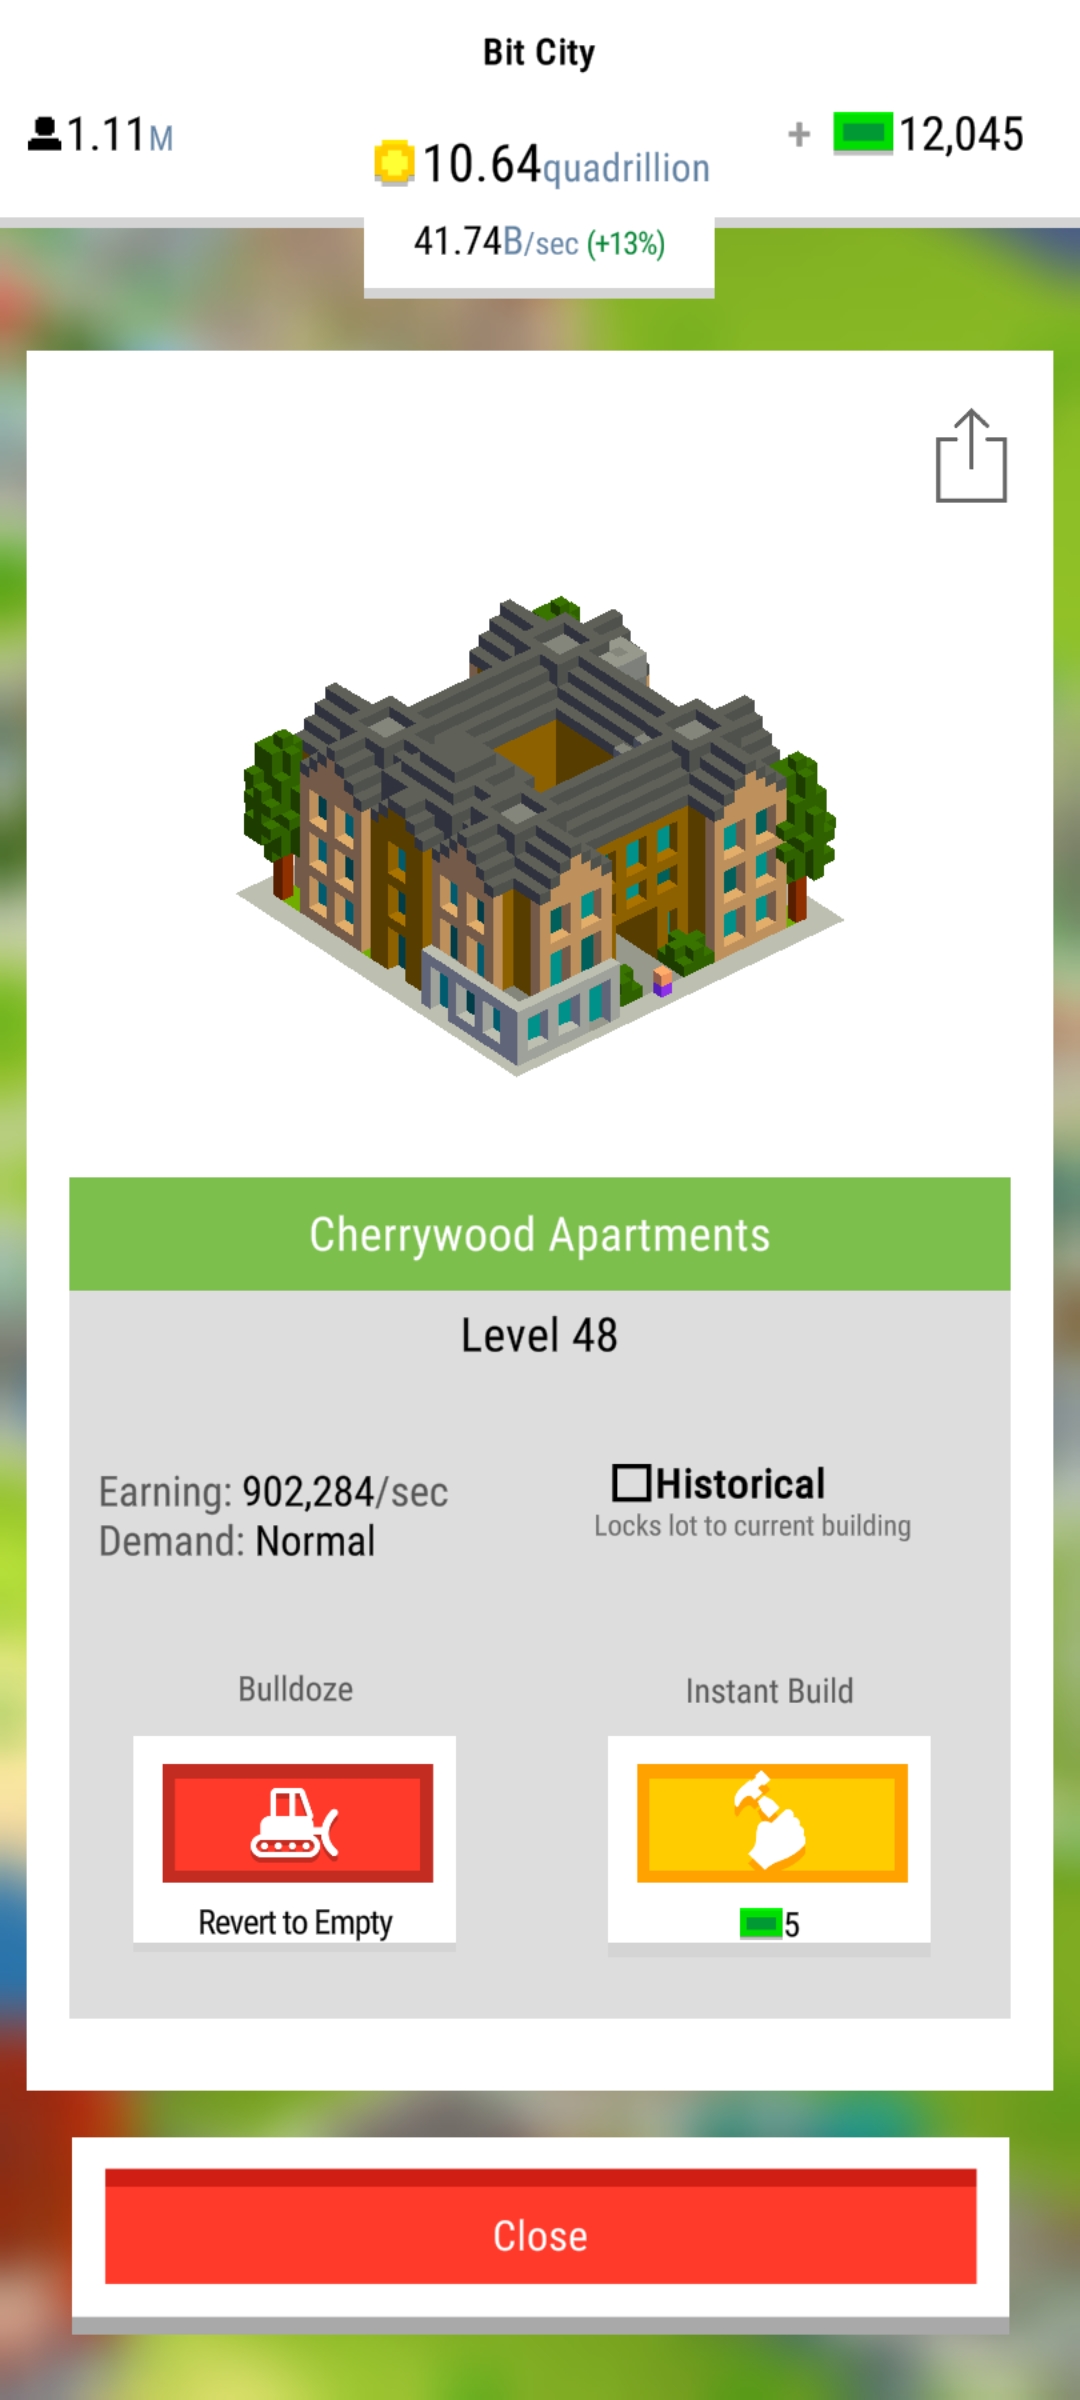 Bit City
1.11M
10.64quadrillion
+ 12,045
41.74B/sec (+13%)
Cherrywood Apartments
Level 48
Earning: 902,284/sec
Demand: Normal
Historical
Locks lot to current building
Bulldoze
Revert to Empty
Instant Build
5
Close